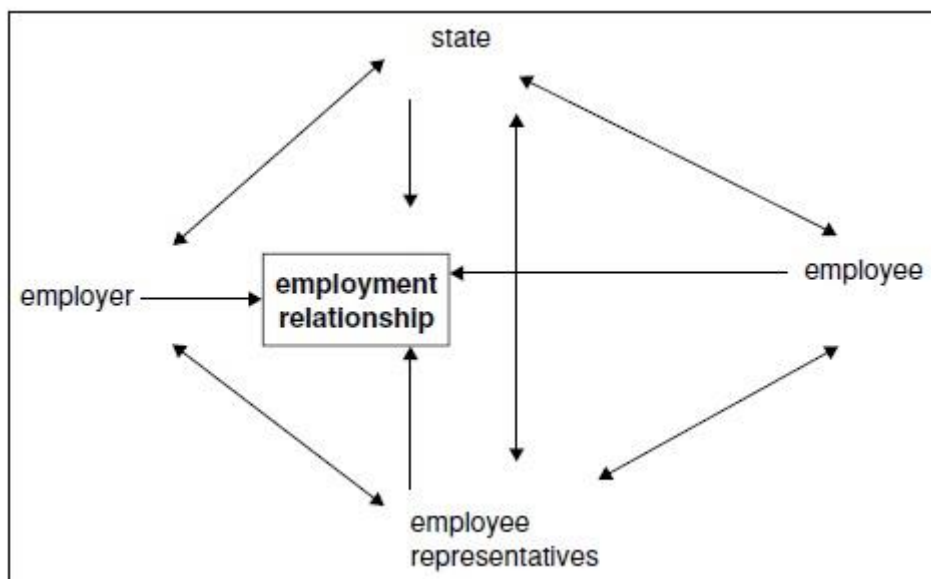 state
employee
employer
employment
relationship
employee
representatives